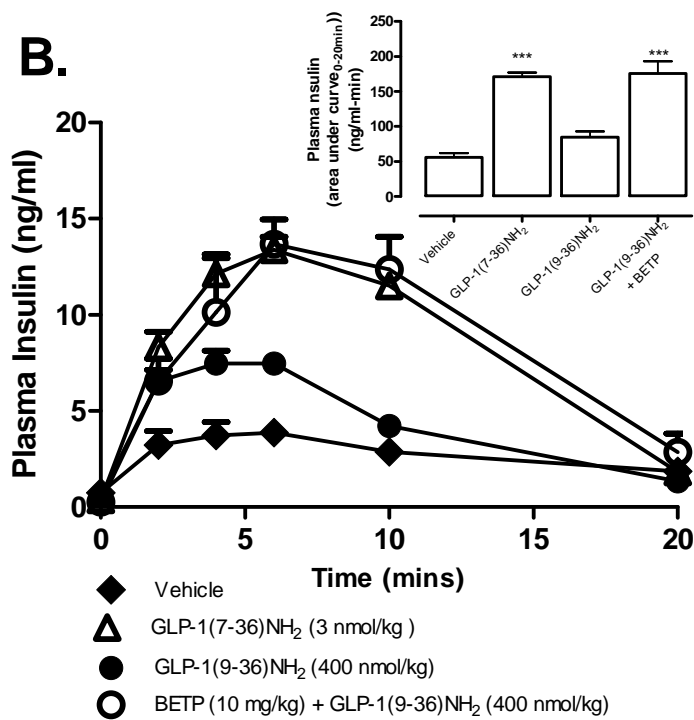 B.
Plasma nsulin
(area under curve0-20min))
(ng/ml-min)
250
200
150
100
50
0
***
***
Vehicle
GLP-1(7-36)NH2
GLP-1(9-36)NH2
GLP-1(9-36)NH2
+ BETP
Plasma Insulin (ng/ml)
20
15
10
5
0
0
5
10
15
20
Time (mins)
Vehicle
GLP-1(7-36)NH2 (3 nmol/kg )
GLP-1(9-36)NH2 (400 nmol/kg)
BETP (10 mg/kg) + GLP-1(9-36)NH2 (400 nmol/kg)